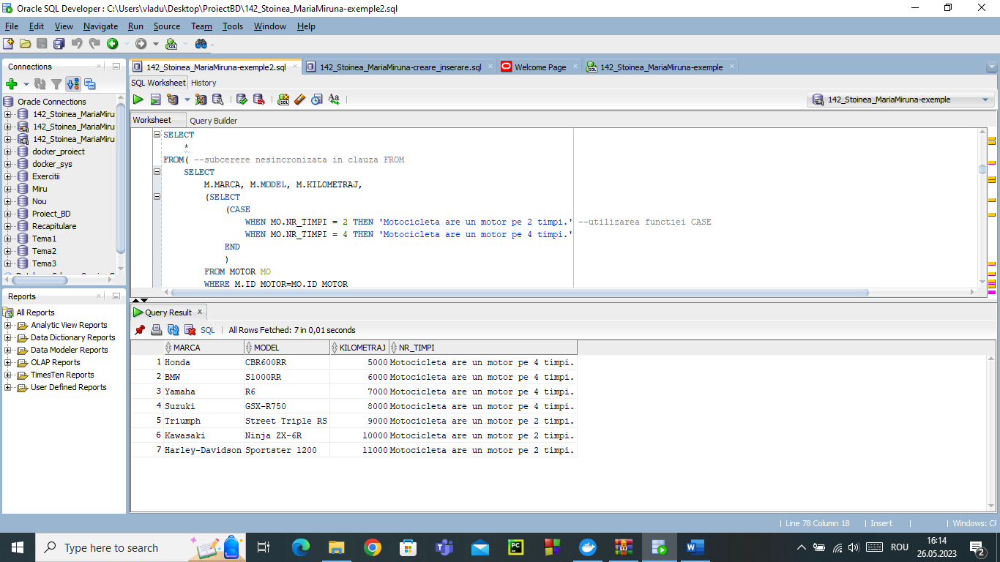 Oracle SQL Developer : C:\Users\vladu\Desktop\ProiectBD\142_Stoinea_MariaMiruna-exemple2.sql
File Edit View Navigate Run Source Team Tools Window Help
Connections
Oracle Connections
142_Stoinea_MariaMiru
142_Stoinea_MariaMiru
142_Stoinea_MariaMiru
docker_proiect
docker_sys
Exercitii
Miru
Nou
Proiect_BD
Recapitulare
Tema1
Tema2
Tema3
Reports
All Reports
Analytic View Reports
Data Dictionary Reports
Data Modeler Reports
OLAP Reports
TimesTen Reports
User Defined Reports
142_Stoinea_MariaMiruna-exemple2.sql 142_Stoinea_MariaMiruna-creare_inserare.sql Welcome Page 142_Stoinea_MariaMiruna-exemple
SQL Worksheet History
142_Stoinea_MariaMiruna-exemple
Worksheet Query Builder
SELECT
*
FROM( --subcerere nesincronizata in clauza FROM
SELECT
M.MARCA, M.MODEL, M.KILOMETRAJ,
(SELECT
(CASE
WHEN MO.NR_TIMPI = 2 THEN 'Motocicleta are un motor pe 2 timpi.' --utilizarea functiei CASE
WHEN MO.NR_TIMPI = 4 THEN 'Motocicleta are un motor pe 4 timpi.'
END
)
FROM MOTOR MO
WHERE M.ID_MOTOR=MO.ID_MOTOR
Query Result x
SQL | All Rows Fetched: 7 in 0,01 seconds
MARCA MODEL KILOMETRAJ NR_TIMPI
1 Honda CBR600RR 5000 Motocicleta are un motor pe 4 timpi.
2 BMW S1000RR 6000 Motocicleta are un motor pe 4 timpi.
3 Yamaha R6 7000 Motocicleta are un motor pe 4 timpi.
4 Suzuki GSX-R750 8000 Motocicleta are un motor pe 4 timpi.
5 Triumph Street Triple RS 9000 Motocicleta are un motor pe 2 timpi.
6 Kawasaki Ninja ZX-6R 10000 Motocicleta are un motor pe 2 timpi.
7 Harley-Davidson Sportster 1200 11000 Motocicleta are un motor pe 2 timpi.
Line 78 Column 18 | Insert | | Windows: CF
Type here to search
ROU
16:14
26.05.2023
2